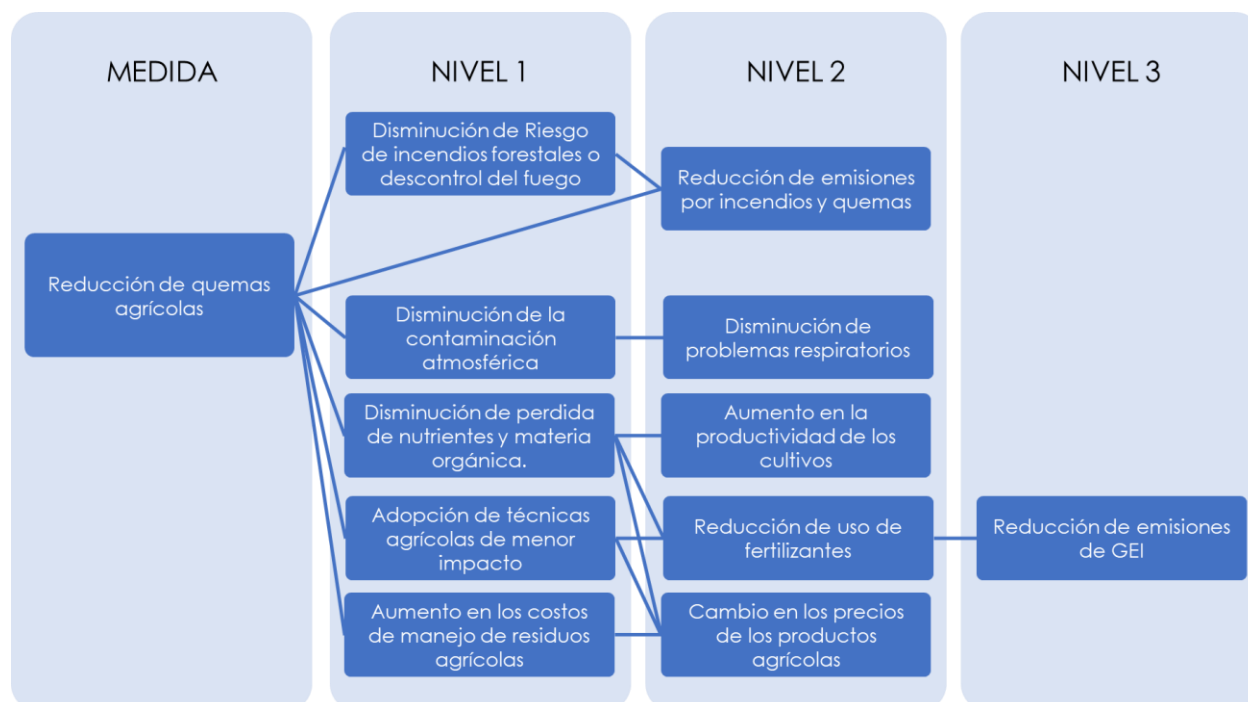 MEDIDA
NIVEL 1
NIVEL 2
NIVEL 3
Reducción de quemas
agrícolas
Disminución de Riesgo
de incendios forestales o
descontrol del fuego
Disminución de la
contaminación
atmosférica
Disminución de perdida
de nutrientes y materia
orgánica.
Adopción de técnicas
agrícolas de menor
impacto
Aumento en los costos
de manejo de residuos
agrícolas
Reducción de emisiones
por incendios y quemas
Disminución de
problemas respiratorios
Aumento en la
productividad de los
cultivos
Reducción de uso de
fertilizantes
Cambio en los precios
de los productos
agrícolas
Reducción de emisiones
de GEI